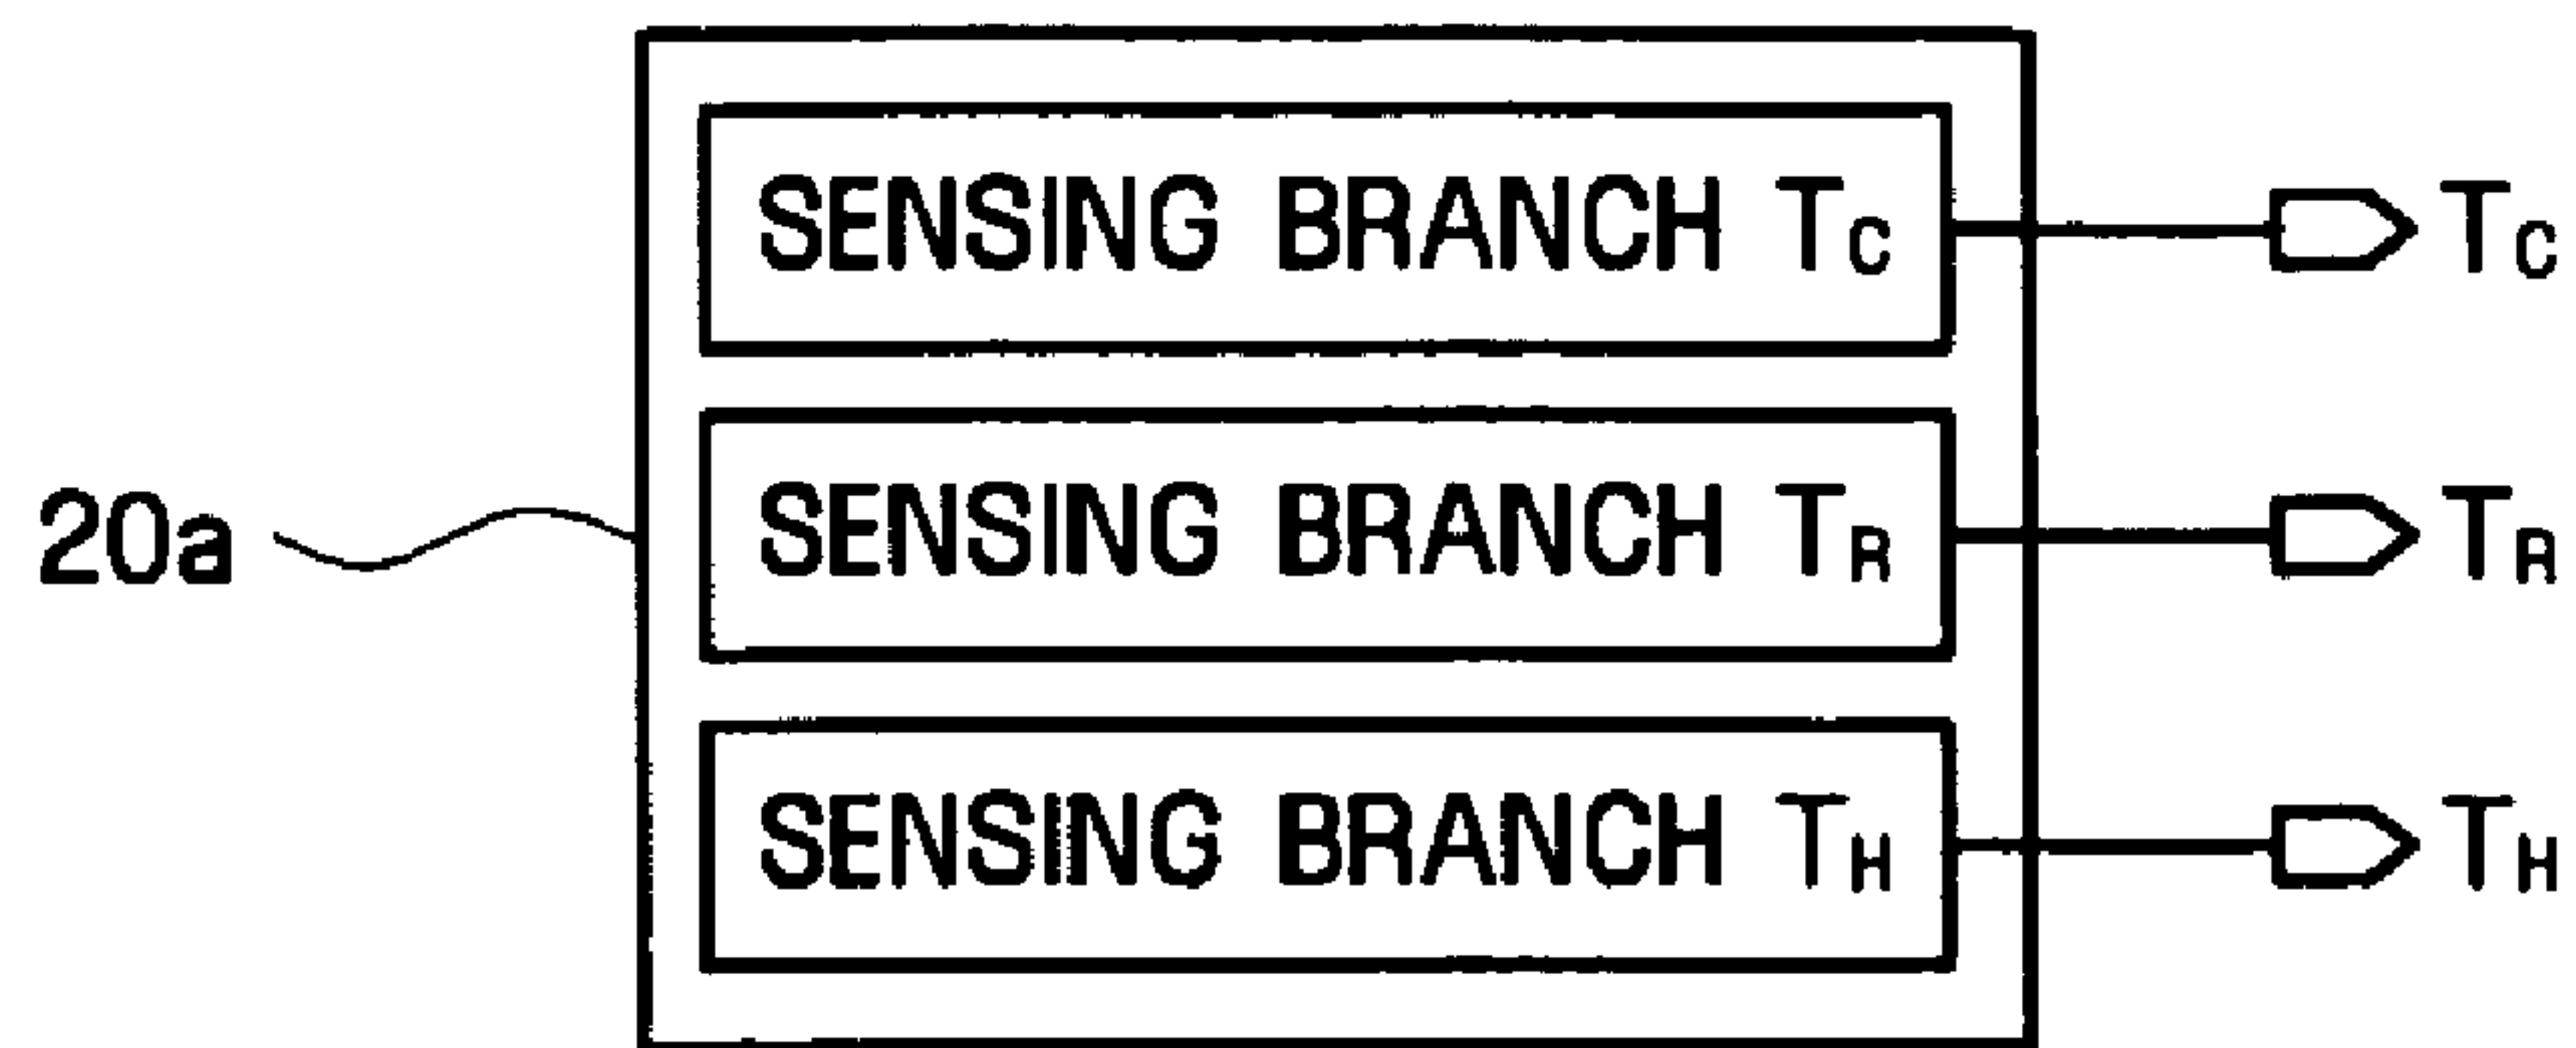 SENSING BRANCH TC TC
20a SENSING BRANCH TR TR
SENSING BRANCH TH TH